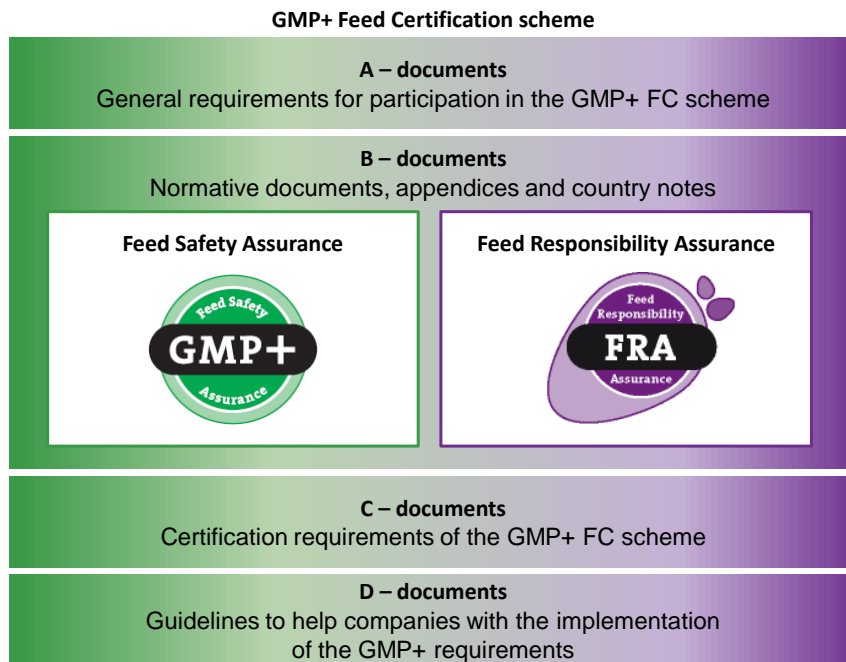 GMP+ Feed Certification scheme
A – documents
General requirements for participation in the GMP+ FC scheme
B – documents
Normative documents, appendices and country notes
Feed Safety Assurance
Feed Safety
GMP+
Assurance
Feed Responsibility Assurance
Feed
Responsibility
FRA
Assurance
C – documents
Certification requirements of the GMP+ FC scheme
D – documents
Guidelines to help companies with the implementation
of the GMP+ requirements